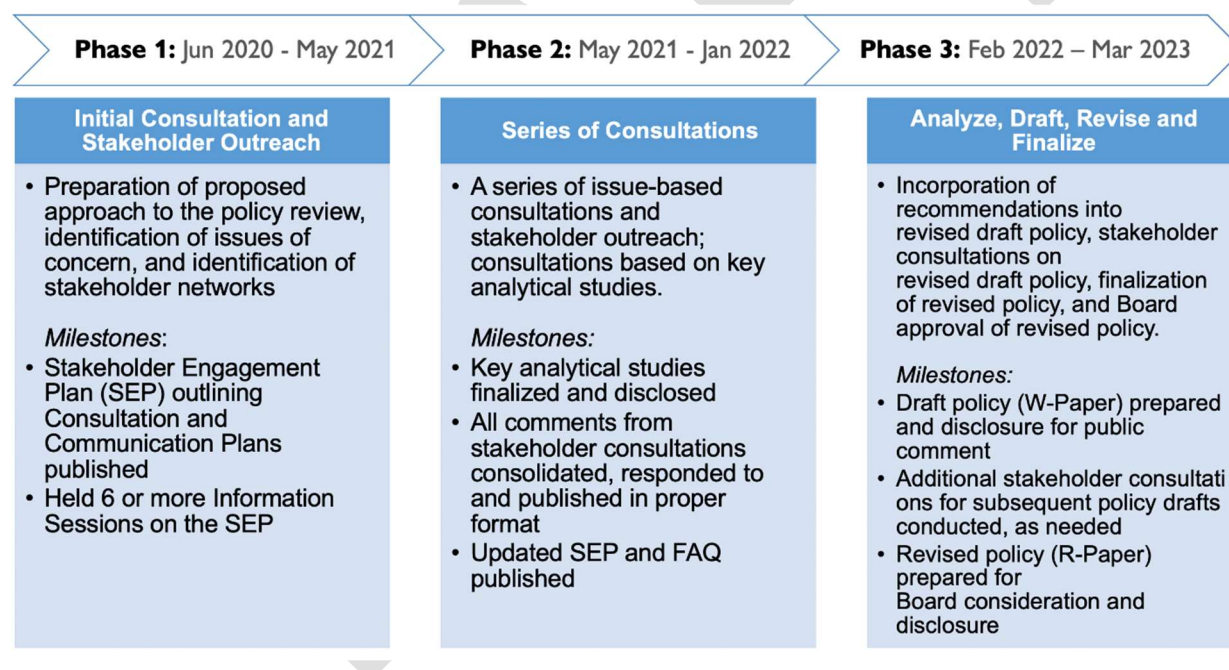 Phase 1: Jun 2020 - May 2021
Phase 2: May 2021 - Jan 2022
Phase 3: Feb 2022 – Mar 2023
Initial Consultation and
Stakeholder Outreach
• Preparation of proposed
approach to the policy review,
identification of issues of
concern, and identification of
stakeholder networks
Milestones:
• Stakeholder Engagement
Plan (SEP) outlining
Consultation and
Communication Plans
published
• Held 6 or more Information
Sessions on the SEP
Series of Consultations
• A series of issue-based
consultations and
stakeholder outreach;
consultations based on key
analytical studies.
Milestones:
• Key analytical studies
finalized and disclosed
• All comments from
stakeholder consultations
consolidated, responded to
and published in proper
format
• Updated SEP and FAQ
published
Analyze, Draft, Revise and
Finalize
• Incorporation of
recommendations into
revised draft policy, stakeholder
consultations on
revised draft policy, finalization
of revised policy, and Board
approval of revised policy.
Milestones:
• Draft policy (W-Paper) prepared
and disclosure for public
comment
• Additional stakeholder consultati
ons for subsequent policy drafts
conducted, as needed
• Revised policy (R-Paper)
prepared for
Board consideration and
disclosure